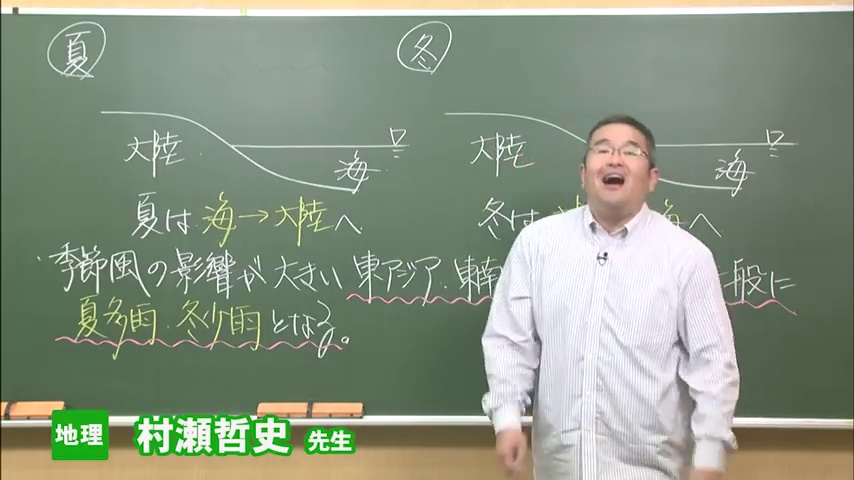 夏
冬
大陸
海
大陸
海
夏は 海→大陸へ
冬は 海へ
季節風の影響が大きい 東アジア・東南
一般に
夏多雨・冬少雨となる。
地理 村瀬哲史 先生